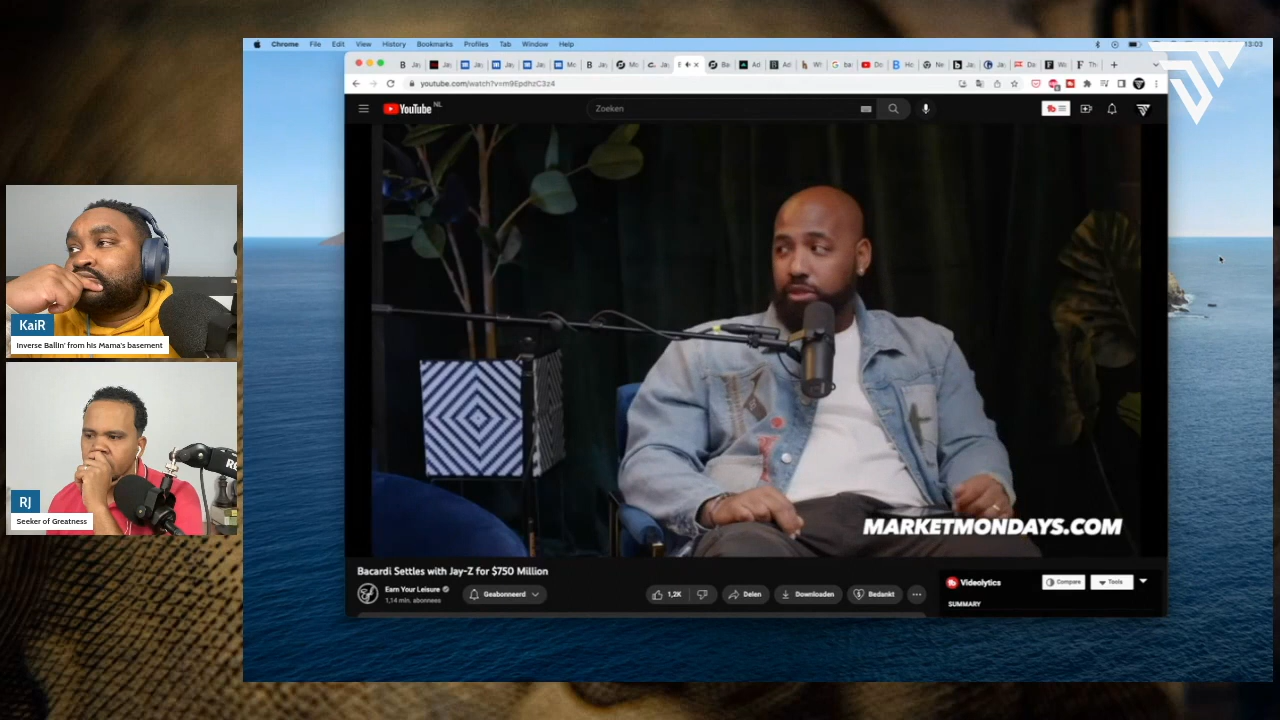 Chrome File Edit View History Bookmarks Profiles Tab Window Help
13:03
youtube.com/watch?v=m9EpdhzC3z4
YouTube NL
Zoeken
MARKETMONDAYS.COM
Bacardi Settles with Jay-Z for $750 Million
Earn Your Leisure
1,14 mln. abonnees
Geabonneerd
1,2K
Delen
Downloaden
Bedankt
Videolytics
Compare
Tools
SUMMARY
KaiR
Inverse Ballin' from his Mama's basement
RJ
Seeker of Greatness